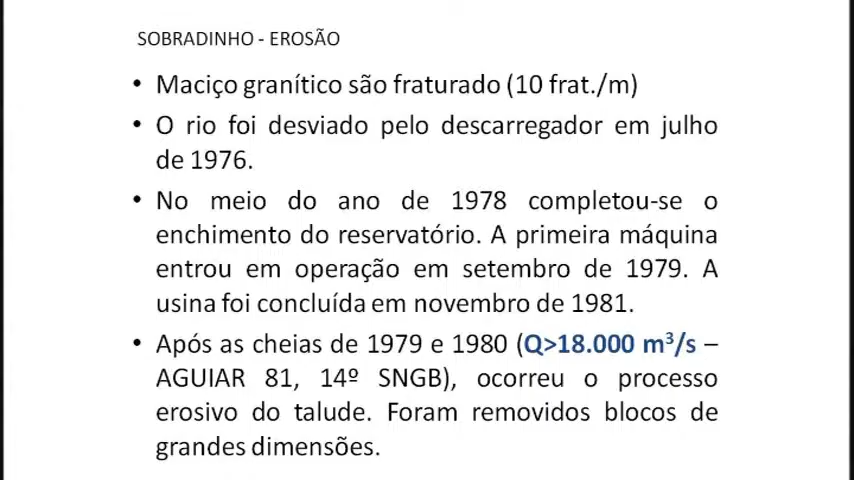 SOBRADINHO - EROSÃO
• Maciço granítico são fraturado (10 frat./m)
• O rio foi desviado pelo descarregador em julho
de 1976.
• No meio do ano de 1978 completou-se o
enchimento do reservatório. A primeira máquina
entrou em operação em setembro de 1979. A
usina foi concluída em novembro de 1981.
• Após as cheias de 1979 e 1980 (Q>18.000 m³/s –
AGUIAR 81, 14º SNGB), ocorreu o processo
erosivo do talude. Foram removidos blocos de
grandes dimensões.